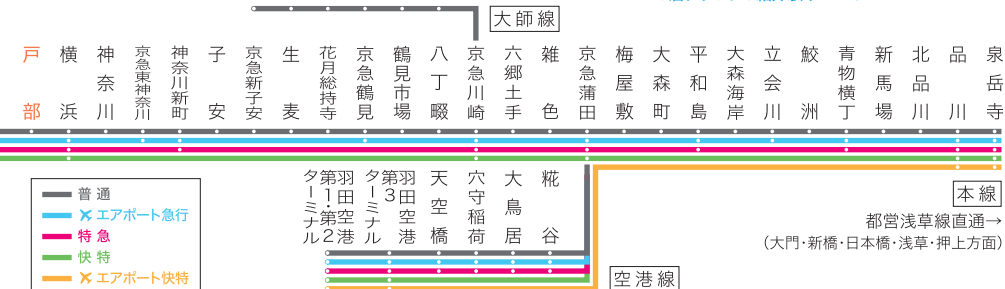 大師線
戸部
横浜
神奈川
京急東神奈川
神奈川新町
子安
京急新子安
生麦
花月総持寺
京急鶴見
鶴見市場
八丁畷
京急川崎
六郷土手
雑色
京急蒲田
梅屋敷
大森町
平和島
大森海岸
立会川
鮫洲
青物横丁
新馬場
北品川
品川
泉岳寺
普通
エアポート急行
特急
快特
エアポート快特
羽田空港
第1・第2
ターミナル
羽田空港
第3
ターミナル
天空橋
穴守稲荷
大鳥居
糀谷
本線
都営浅草線直通→
（大門・新橋・日本橋・浅草・押上方面）
空港線